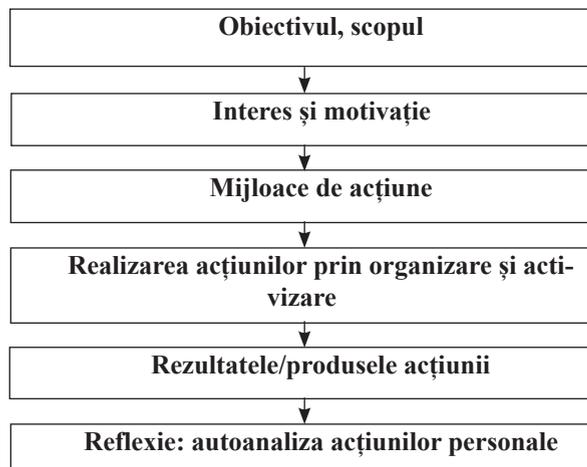 Obiectivul, scopul
Interes și motivație
Mijloace de acțiune
Realizarea acțiunilor prin organizare și acti-
vizare
Rezultatele/produsele acțiunii
Reflexie: autoanaliza acțiunilor personale